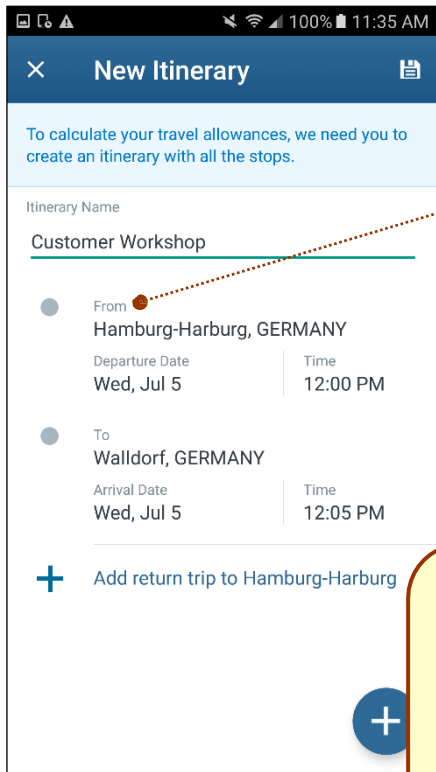 100% 11:35 AM
New Itinerary
To calculate your travel allowances, we need you to
create an itinerary with all the stops.
Itinerary Name
Customer Workshop
From
Hamburg-Harburg, GERMANY
Departure Date Time
Wed, Jul 5 12:00 PM
To
Walldorf, GERMANY
Arrival Date Time
Wed, Jul 5 12:05 PM
Add return trip to Hamburg-Harburg